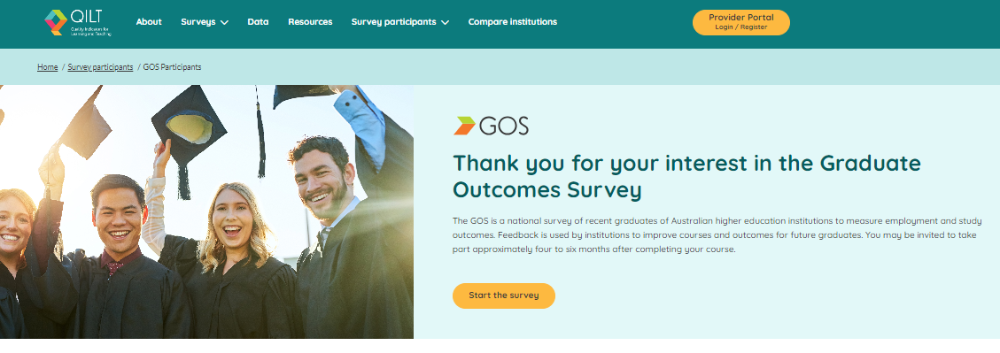 QILT
Quality Indicators for
Learning and Teaching
About
Surveys
Data
Resources
Survey participants
Compare institutions
Provider Portal
Login / Register
Home / Survey participants / GOS Participants
GOS
Thank you for your interest in the Graduate
Outcomes Survey
The GOS is a national survey of recent graduates of Australian higher education institutions to measure employment and study
outcomes. Feedback is used by institutions to improve courses and outcomes for future graduates. You may be invited to take
part approximately four to six months after completing your course.
Start the survey